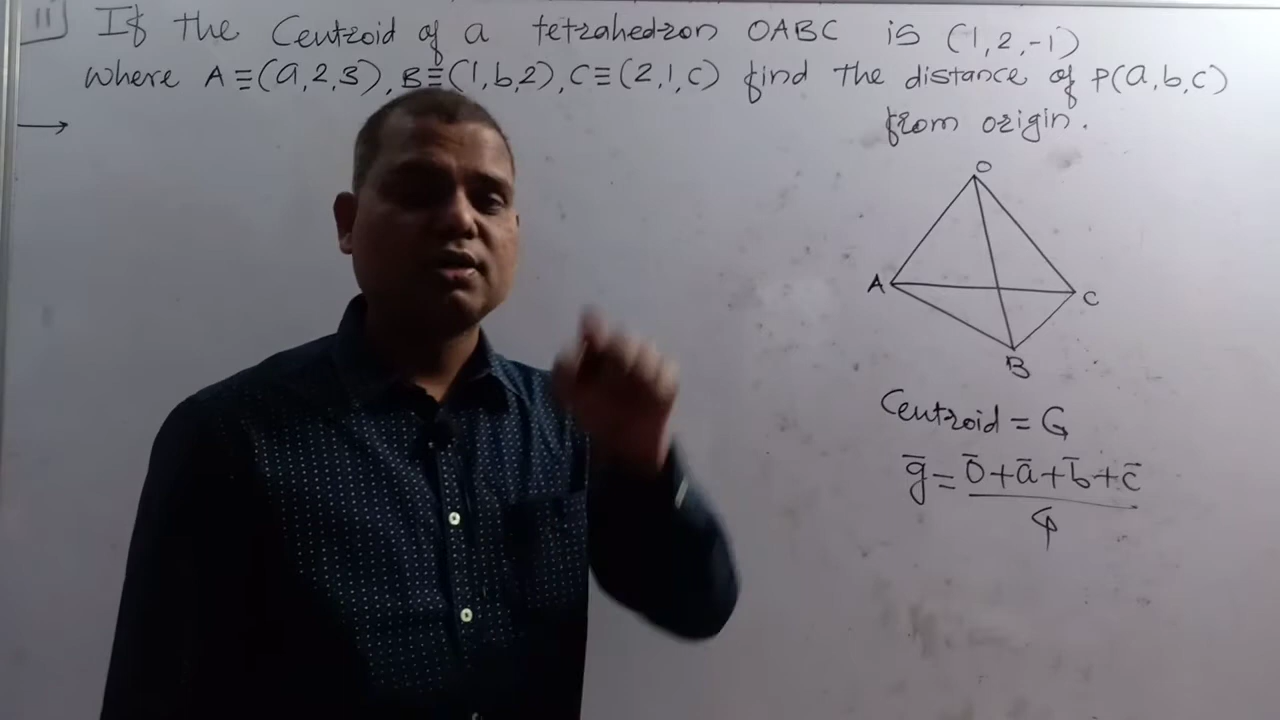 11 If the Centroid of a tetrahedron OABC is (1, 2, -1)
where A ≡ (a, 2, 3), B ≡ (1, b, 2), C ≡ (2, 1, c) find the distance of P(a, b, c)
from origin.
→
O
A
C
B
Centroid = G
ḡ = (ō + ā + b̄ + c̄) / 4